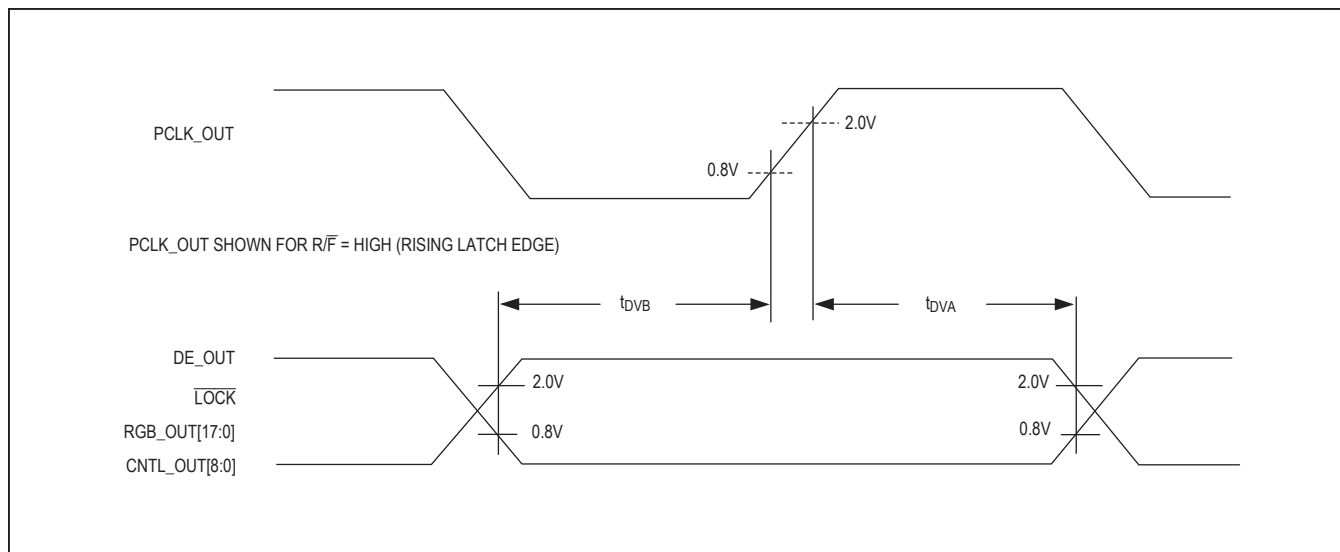 PCLK_OUT
2.0V
0.8V
PCLK_OUT SHOWN FOR R/F̅ = HIGH (RISING LATCH EDGE)
tDVB
tDVA
DE_OUT
L̅O̅C̅K̅
RGB_OUT[17:0]
CNTL_OUT[8:0]
2.0V
0.8V
2.0V
0.8V